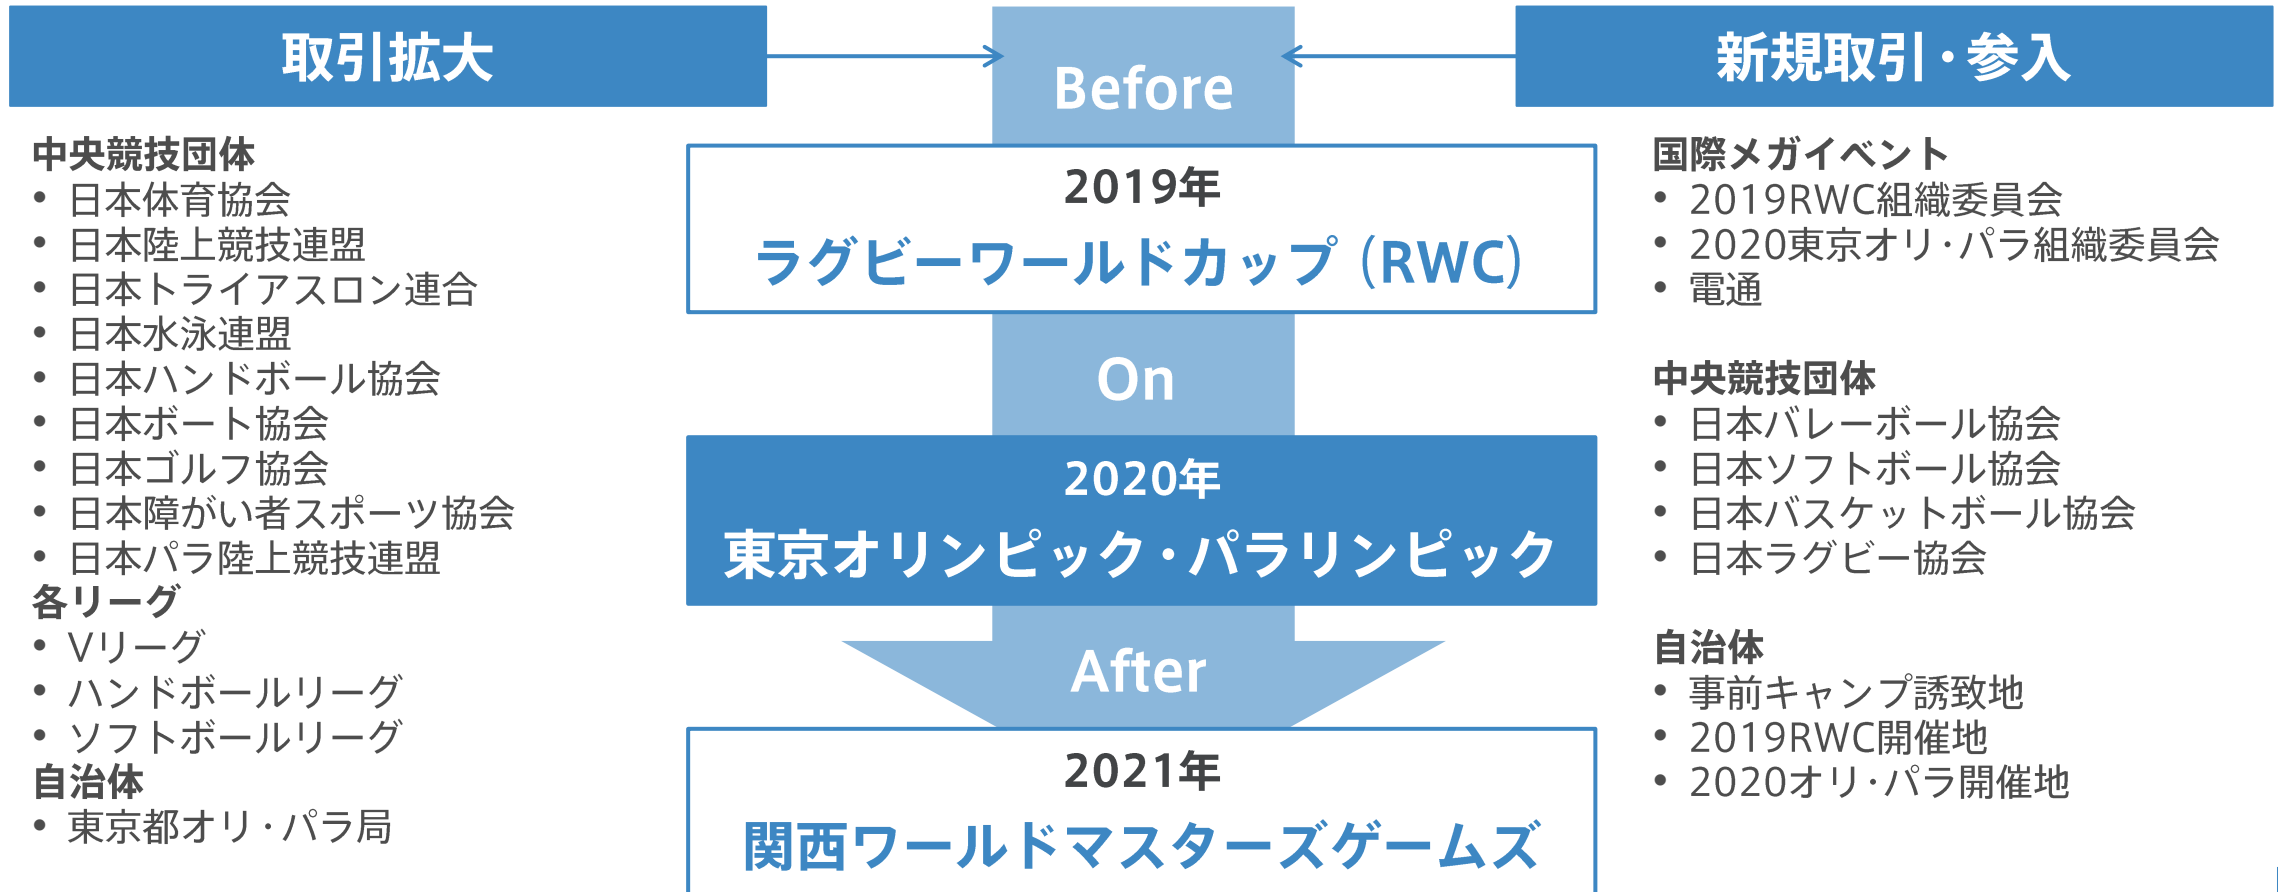 取引拡大
中央競技団体
• 日本体育協会
• 日本陸上競技連盟
• 日本トライアスロン連合
• 日本水泳連盟
• 日本ハンドボール協会
• 日本ボート協会
• 日本ゴルフ協会
• 日本障がい者スポーツ協会
• 日本パラ陸上競技連盟
各リーグ
• Vリーグ
• ハンドボールリーグ
• ソフトボールリーグ
自治体
• 東京都オリ・パラ局
Before
2019年
ラグビーワールドカップ（RWC）
On
2020年
東京オリンピック・パラリンピック
After
2021年
関西ワールドマスターズゲームズ
新規取引・参入
国際メガイベント
• 2019RWC組織委員会
• 2020東京オリ・パラ組織委員会
• 電通
中央競技団体
• 日本バレーボール協会
• 日本ソフトボール協会
• 日本バスケットボール協会
• 日本ラグビー協会
自治体
• 事前キャンプ誘致地
• 2019RWC開催地
• 2020オリ・パラ開催地